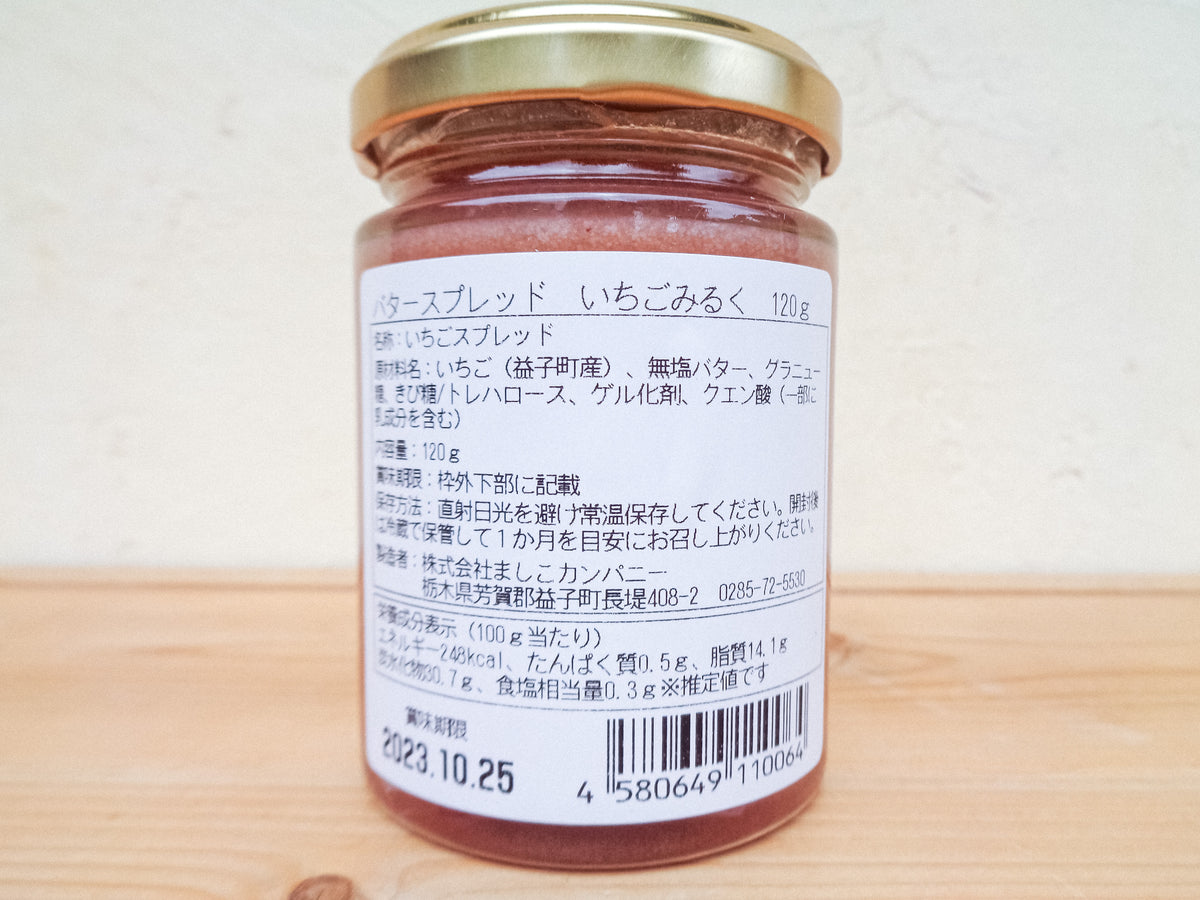 バタースプレッド　いちごみるく　120g
名称：いちごスプレッド
原材料名：いちご（益子町産）、無塩バター、グラニュー
糖、きび糖/トレハロース、ゲル化剤、クエン酸（一部に
乳成分を含む）
内容量：120g
賞味期限：枠外下部に記載
保存方法：直射日光を避け常温保存してください。開封後
は冷蔵で保管して1か月を目安にお召し上がりください。
製造者：株式会社ましこカンパニー
栃木県芳賀郡益子町長堤408-2　0285-72-5530
栄養成分表示（100g当たり）
エネルギー248kcal、たんぱく質0.5g、脂質14.1g
炭水化物30.7g、食塩相当量0.3g※推定値です
賞味期限
2023.10.25
4 580649 110064